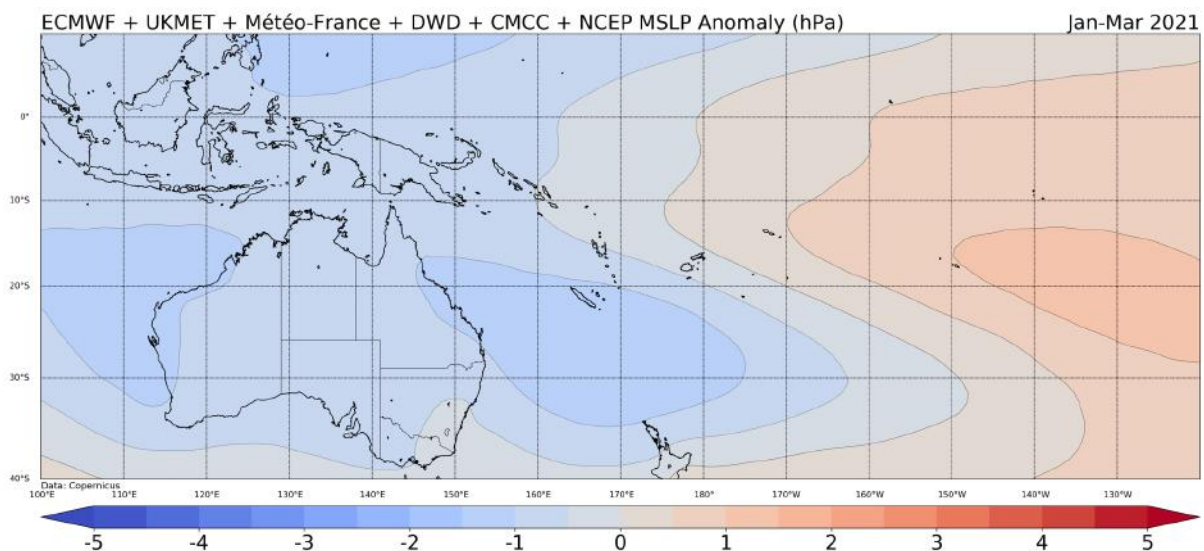 ECMWF + UKMET + Météo-France + DWD + CMCC + NCEP MSLP Anomaly (hPa) Jan-Mar 2021
0°
10°S
20°S
30°S
40°S
Data: Copernicus
100°E 110°E 120°E 130°E 140°E 150°E 160°E 170°E 180° 170°W 160°W 150°W 140°W 130°W
-5 -4 -3 -2 -1 0 1 2 3 4 5